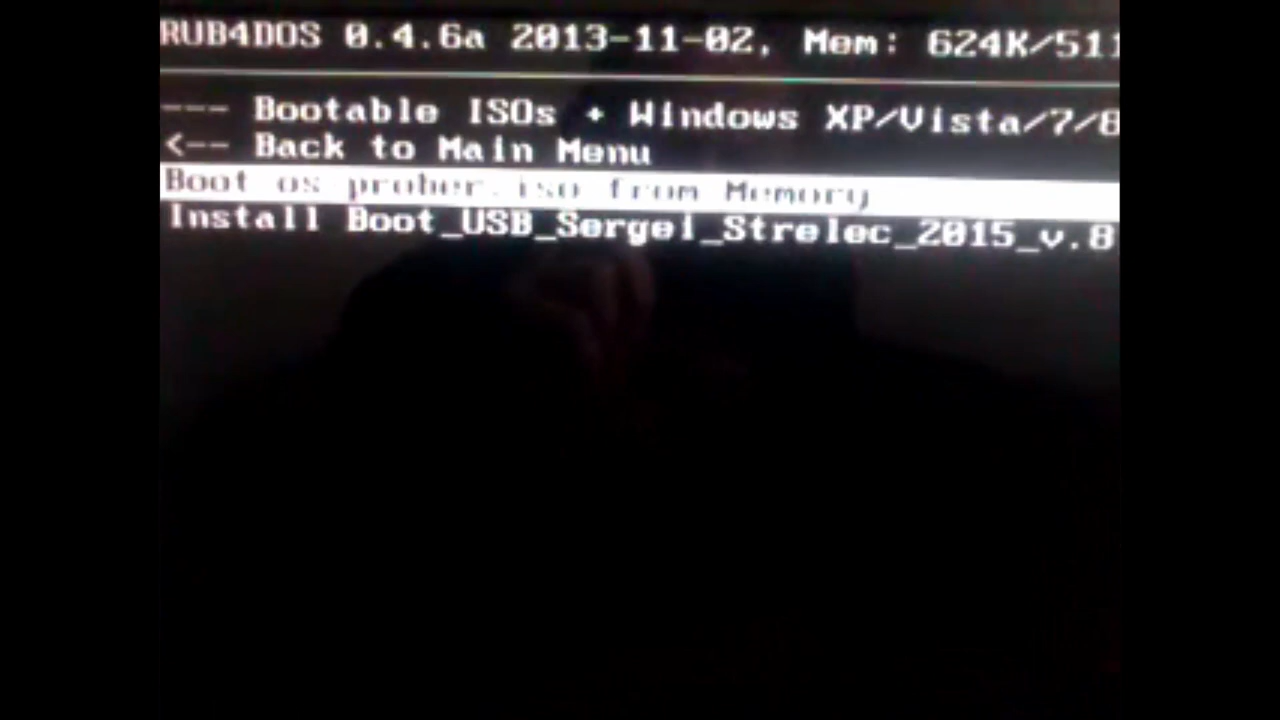 RUB4DOS 0.4.6a 2013-11-02, Mem: 624K/511
--- Bootable ISOs + Windows XP/Vista/7/8
<-- Back to Main Menu
Boot os prober.iso from Memory
Install Boot_USB_Sergei_Strelec_2015_v.8